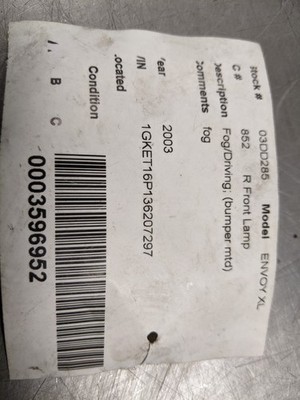 Stock # 03DD285 Model ENVOY XL
C # 852 R Front Lamp
Description Fog/Driving; (bumper mtd)
Comments fog
Year 2003
VIN 1GKET16P136207297
Located
Condition
A B C
0003596952